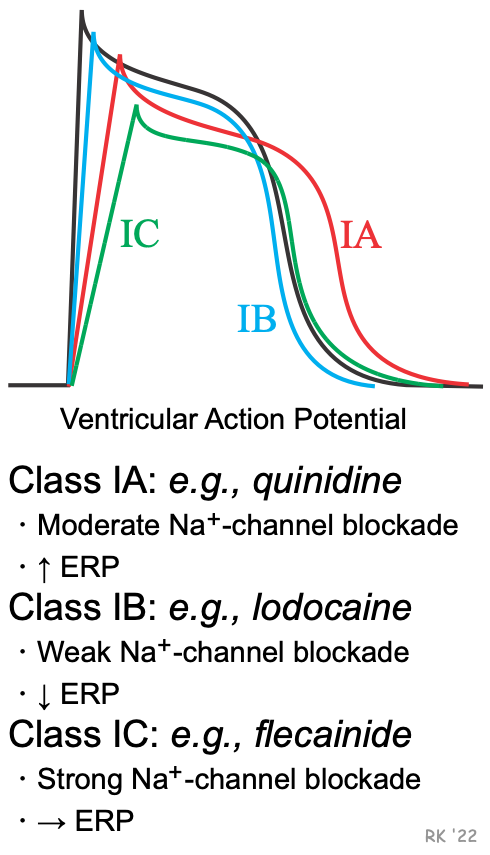 IC
IA
IB
Ventricular Action Potential
Class IA: e.g., quinidine
· Moderate Na⁺-channel blockade
· ↑ ERP
Class IB: e.g., lodocaine
· Weak Na⁺-channel blockade
· ↓ ERP
Class IC: e.g., flecainide
· Strong Na⁺-channel blockade
· → ERP
RK '22